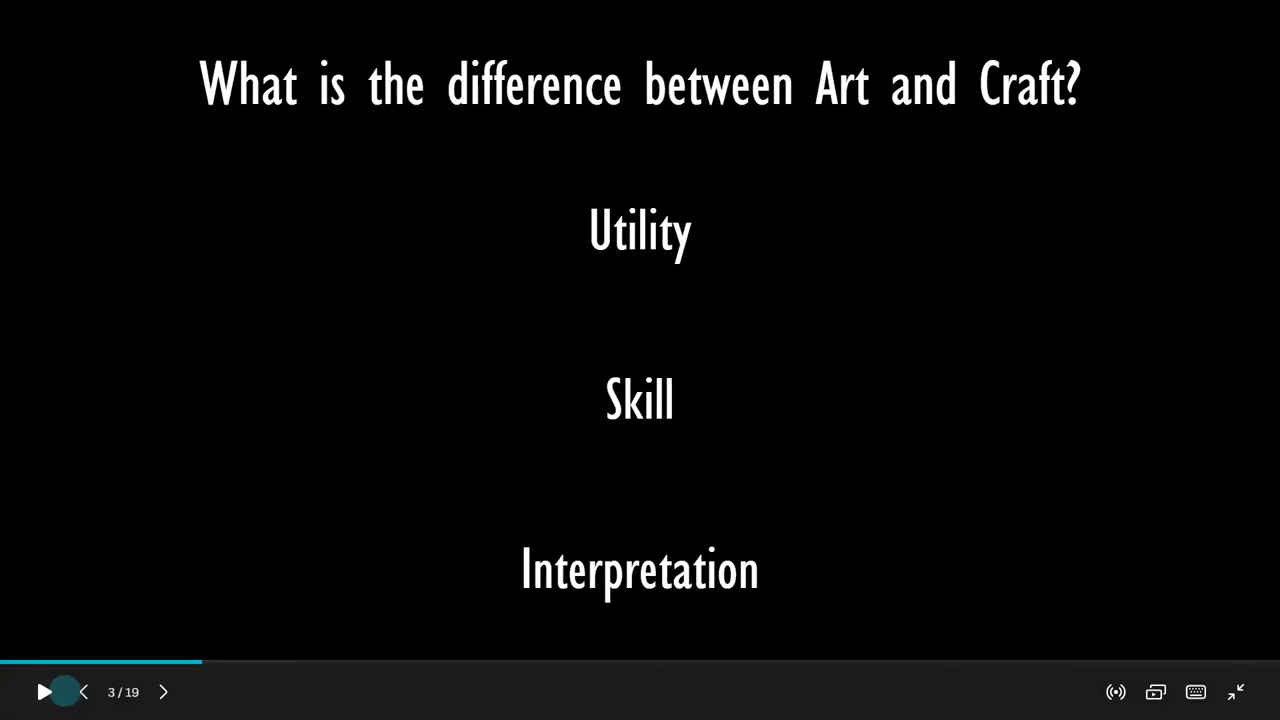 What is the difference between Art and Craft?
Utility
Skill
Interpretation
3 / 19